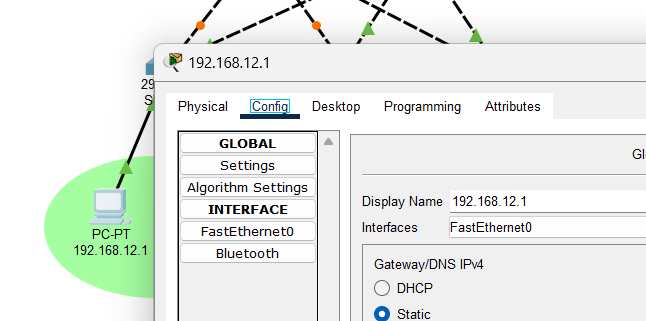 192.168.12.1
29
S
Physical Config Desktop Programming Attributes
GLOBAL
Settings
Algorithm Settings
INTERFACE
FastEthernet0
Bluetooth
Gl
Display Name 192.168.12.1
Interfaces FastEthernet0
Gateway/DNS IPv4
DHCP
Static
PC-PT
192.168.12.1